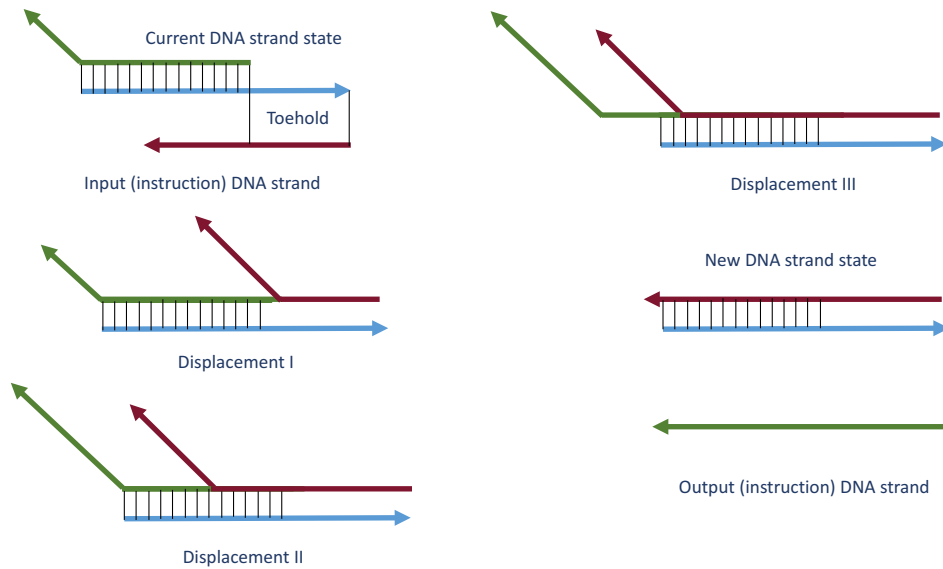 Current DNA strand state
Toehold
Input (instruction) DNA strand
Displacement I
Displacement II
Displacement III
New DNA strand state
Output (instruction) DNA strand